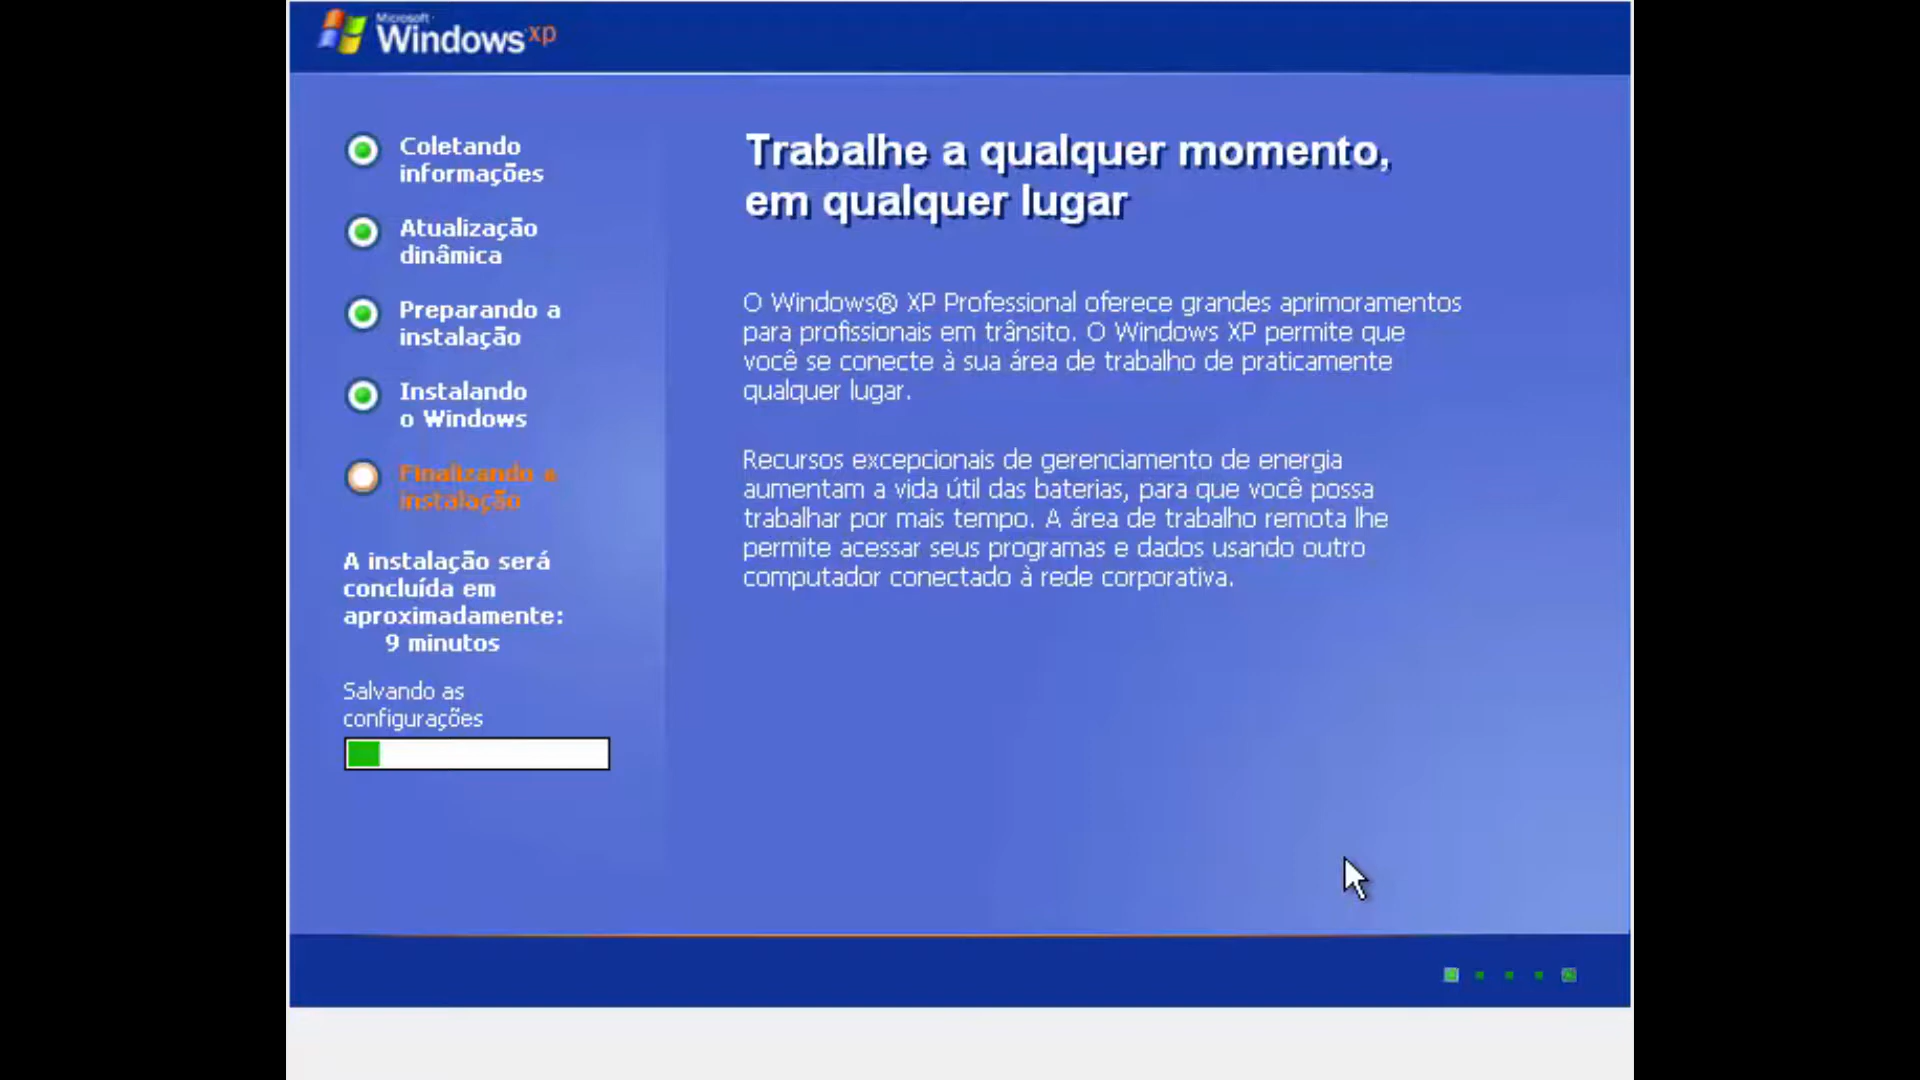 Microsoft
Windows xp
Coletando
informações
Atualização
dinâmica
Preparando a
instalação
Instalando
o Windows
Finalizando a
instalação
A instalação será
concluída em
aproximadamente:
9 minutos
Salvando as
configurações
Trabalhe a qualquer momento,
em qualquer lugar
O Windows® XP Professional oferece grandes aprimoramentos
para profissionais em trânsito. O Windows XP permite que
você se conecte à sua área de trabalho de praticamente
qualquer lugar.
Recursos excepcionais de gerenciamento de energia
aumentam a vida útil das baterias, para que você possa
trabalhar por mais tempo. A área de trabalho remota lhe
permite acessar seus programas e dados usando outro
computador conectado à rede corporativa.